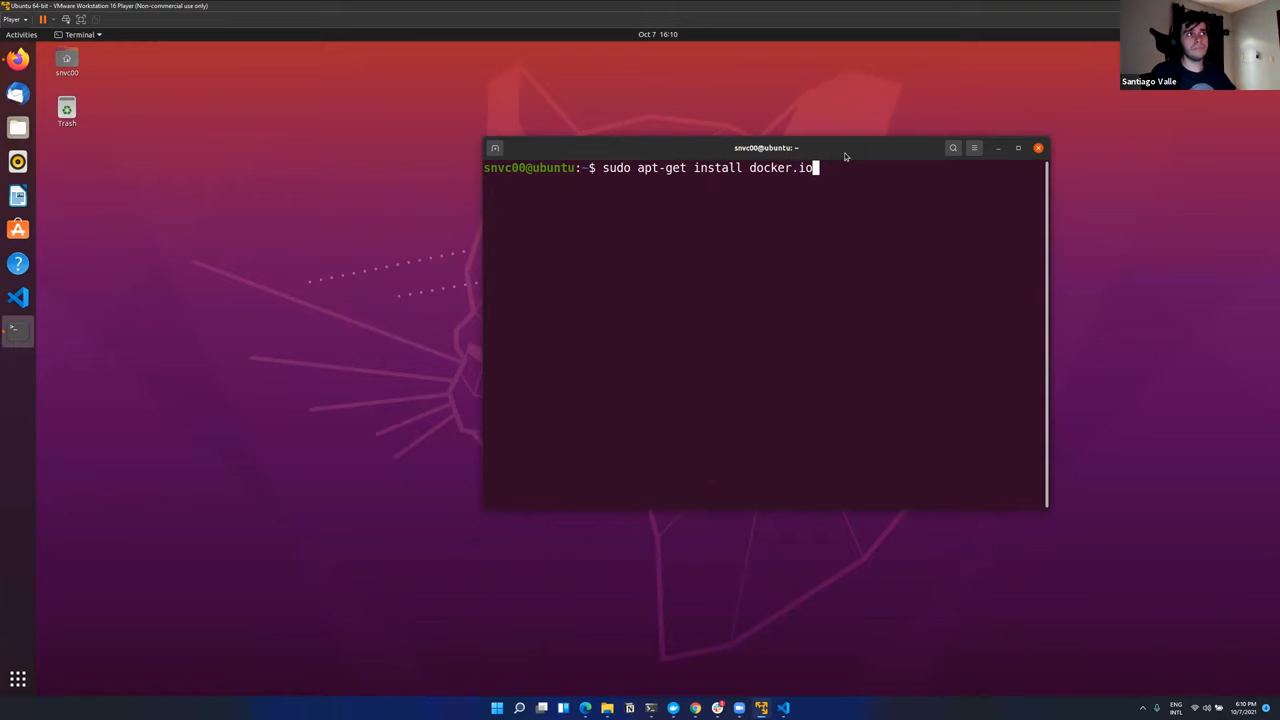 Ubuntu 64-bit - VMware Workstation 16 Player (Non-commercial use only)
Player
Activities
Terminal
Oct 7 16:10
Santiago Valle
snvc00
Trash
snvc00@ubuntu: ~
snvc00@ubuntu:~$ sudo apt-get install docker.io
ENG
INTL
6:10 PM
10/7/2021